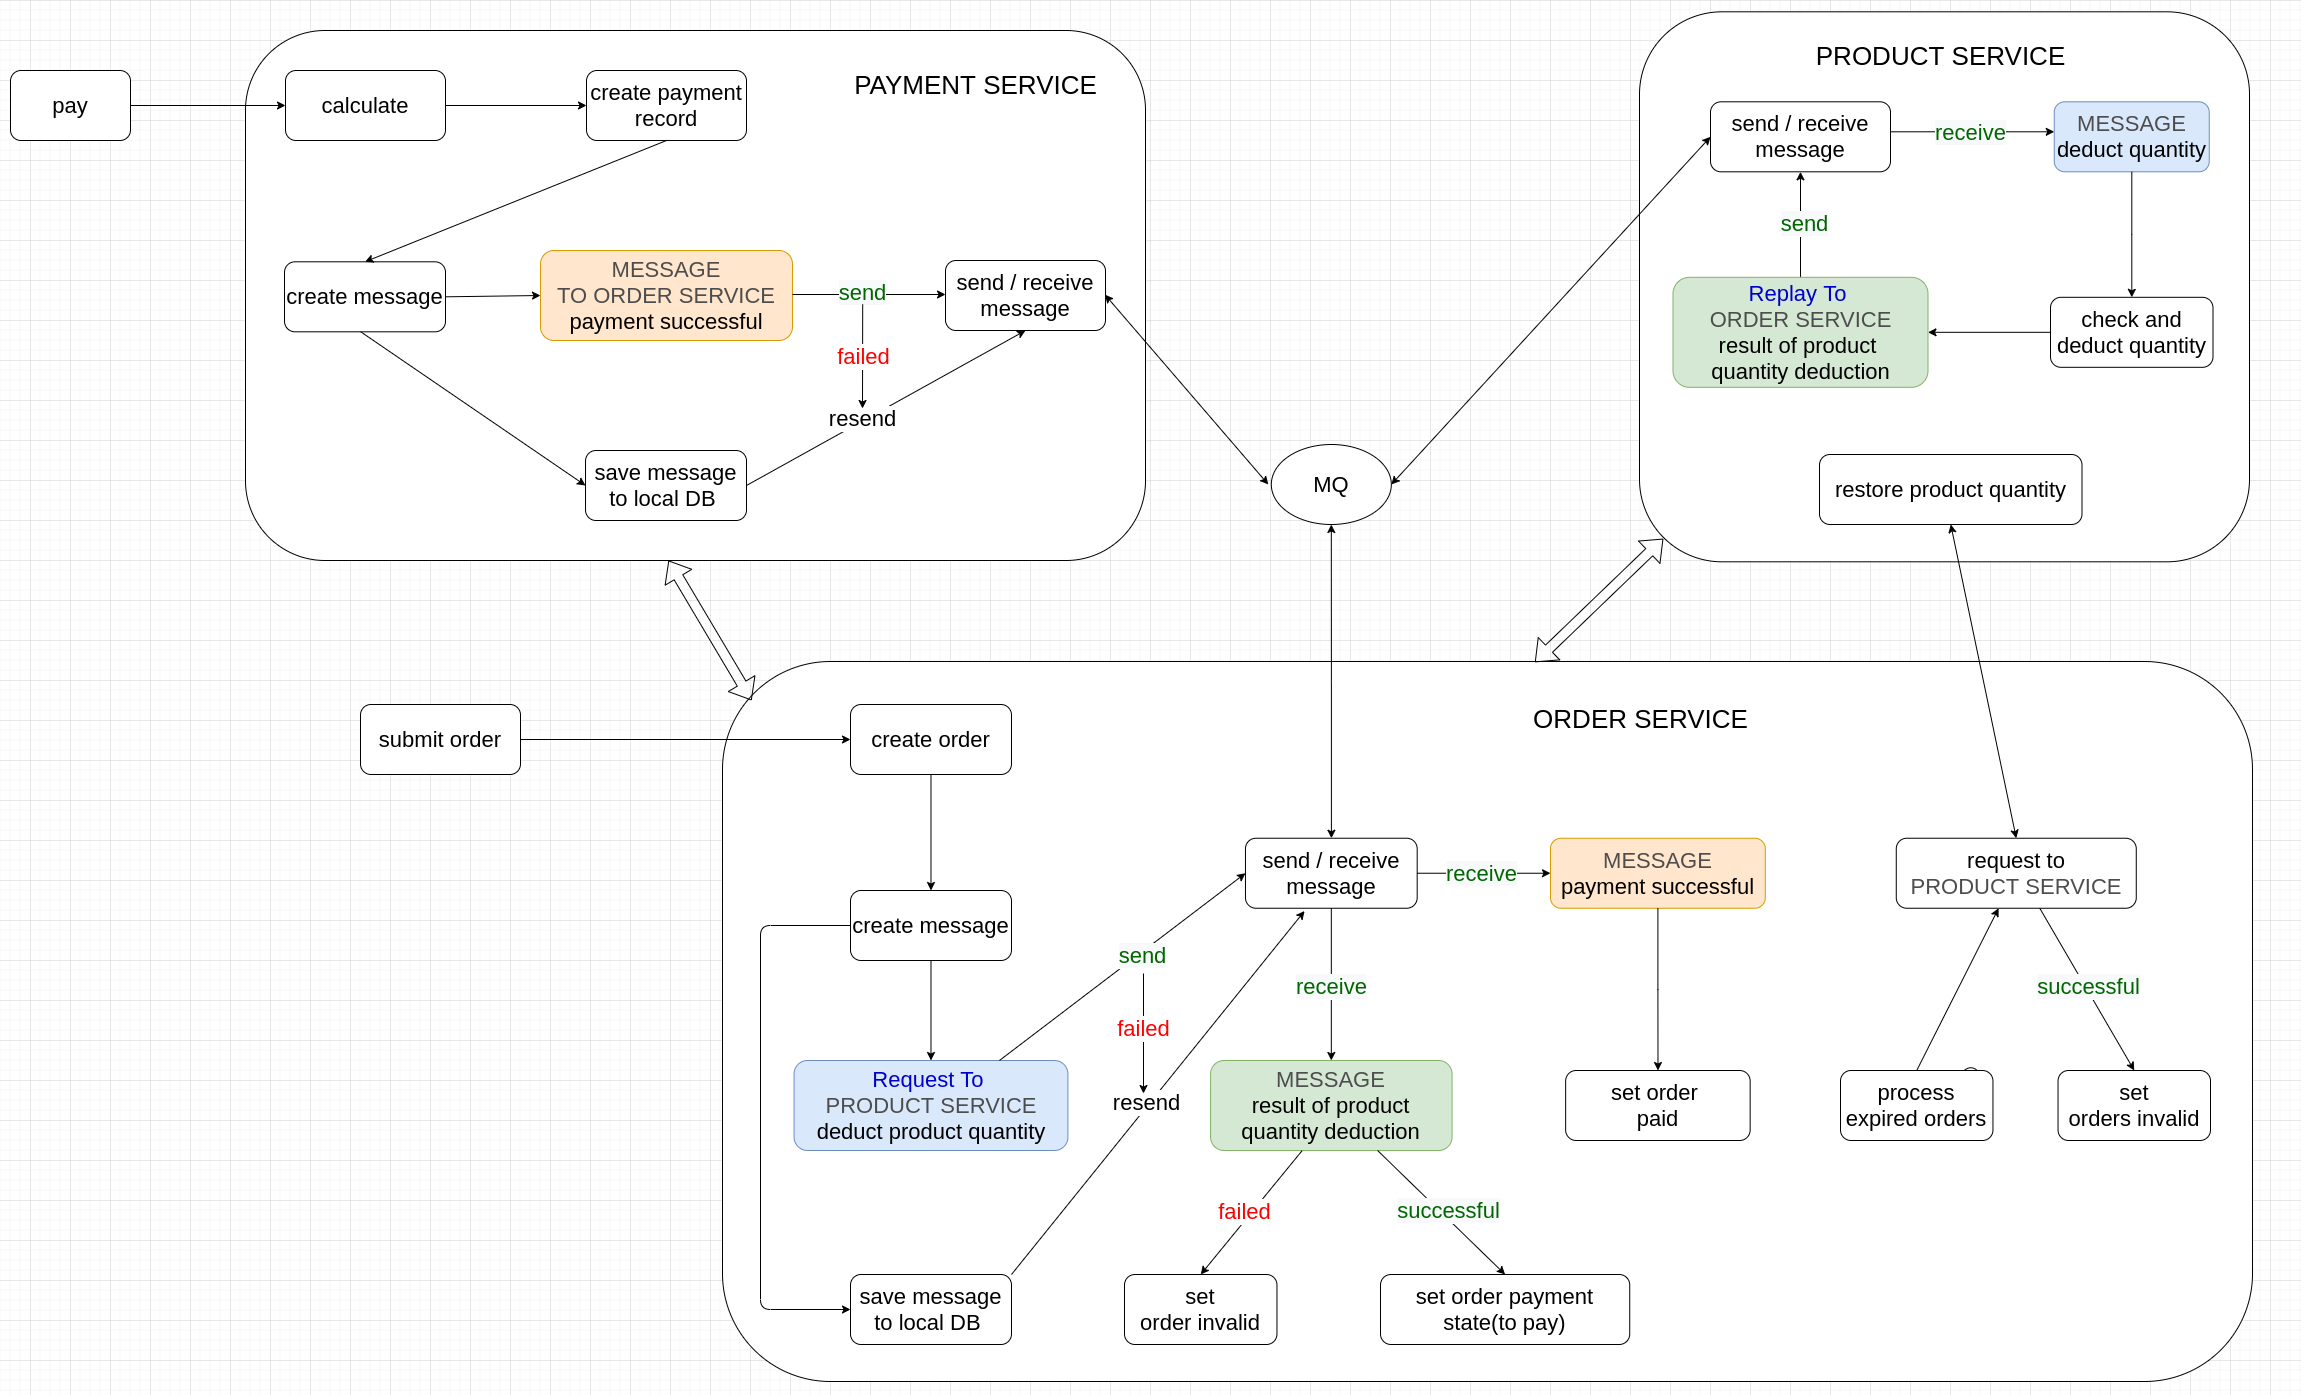 PAYMENT SERVICE
pay
calculate
create payment
record
create message
MESSAGE
TO ORDER SERVICE
payment successful
send
failed
resend
send / receive
message
save message
to local DB
MQ
PRODUCT SERVICE
send / receive
message
receive
MESSAGE
deduct quantity
send
Replay To
ORDER SERVICE
result of product
quantity deduction
check and
deduct quantity
restore product quantity
ORDER SERVICE
submit order
create order
create message
Request To
PRODUCT SERVICE
deduct product quantity
save message
to local DB
send
failed
resend
send / receive
message
receive
MESSAGE
payment successful
receive
MESSAGE
result of product
quantity deduction
failed
successful
set
order invalid
set order payment
state(to pay)
set order
paid
request to
PRODUCT SERVICE
successful
process
expired orders
set
orders invalid